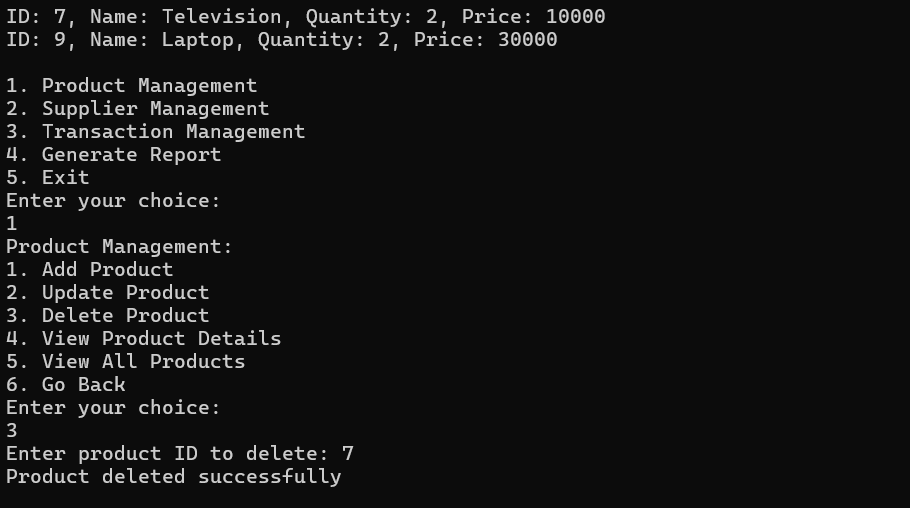 ID: 7, Name: Television, Quantity: 2, Price: 10000
ID: 9, Name: Laptop, Quantity: 2, Price: 30000
1. Product Management
2. Supplier Management
3. Transaction Management
4. Generate Report
5. Exit
Enter your choice:
1
Product Management:
1. Add Product
2. Update Product
3. Delete Product
4. View Product Details
5. View All Products
6. Go Back
Enter your choice:
3
Enter product ID to delete: 7
Product deleted successfully